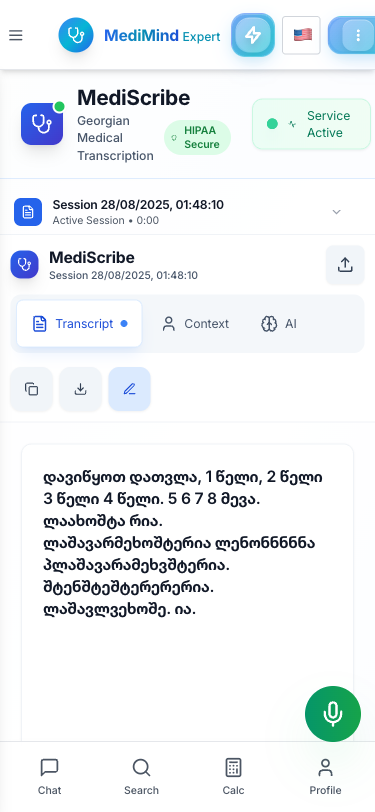 MediMind Expert
MediScribe
Georgian
Medical
Transcription
HIPAA
Secure
Service
Active
Session 28/08/2025, 01:48:10
Active Session • 0:00
MediScribe
Session 28/08/2025, 01:48:10
Transcript
Context
AI
დავიწყოთ დათვლა, 1 წელი, 2 წელი
3 წელი 4 წელი. 5 6 7 8 მევა.
ლაახოშტა რია.
ლაშავარმეხოშტერია ლენონნნნნა
პლაშავარამეხვშტერია.
შტენშტეშტერერერია.
ლაშავლვეხოშე. ია.
Chat
Search
Calc
Profile